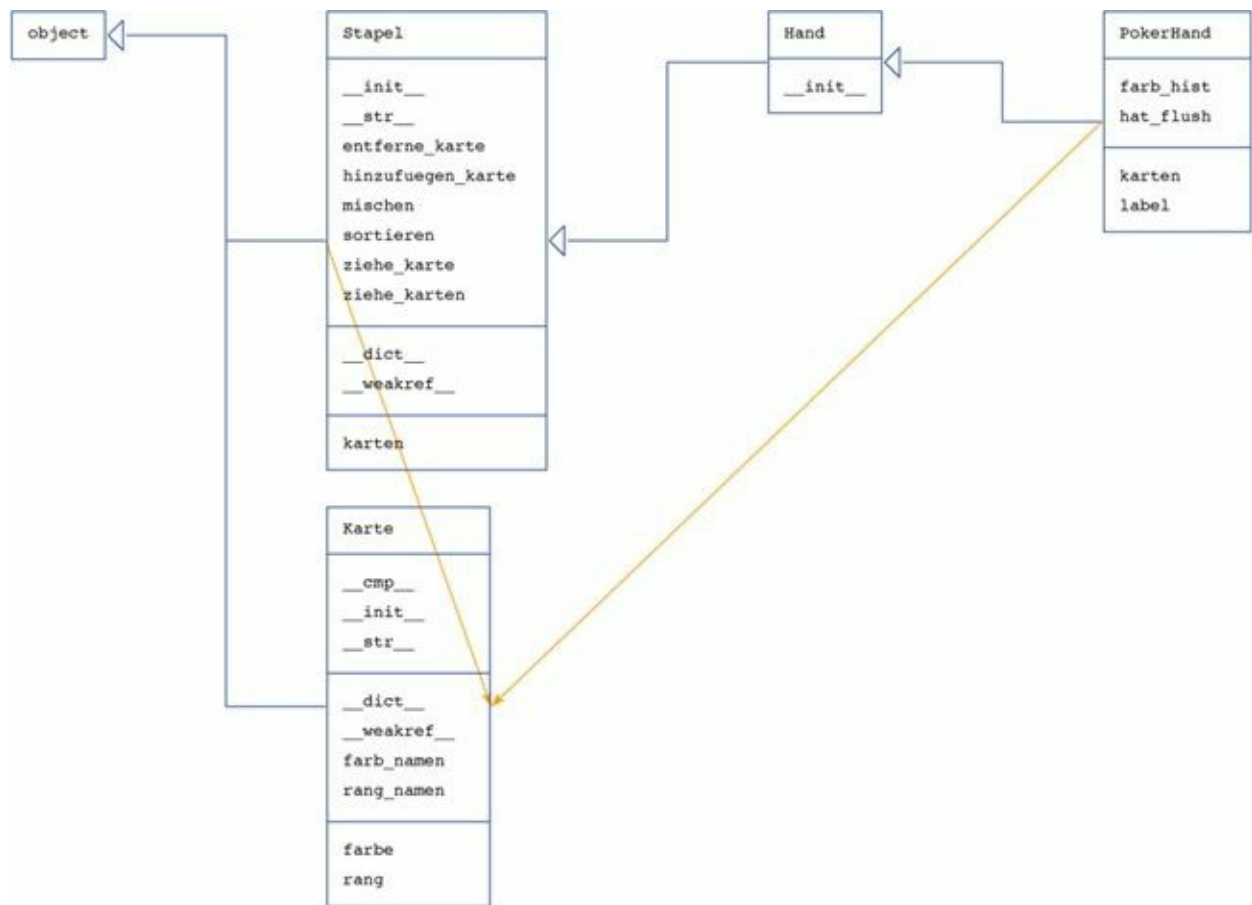 object
Stapel
__init__
__str__
entferne_karte
hinzufuegen_karte
mischen
sortieren
ziehe_karte
ziehe_karten
__dict__
__weakref__
karten
Hand
__init__
PokerHand
farb_hist
hat_flush
karten
label
Karte
__cmp__
__init__
__str__
__dict__
__weakref__
farb_namen
rang_namen
farbe
rang